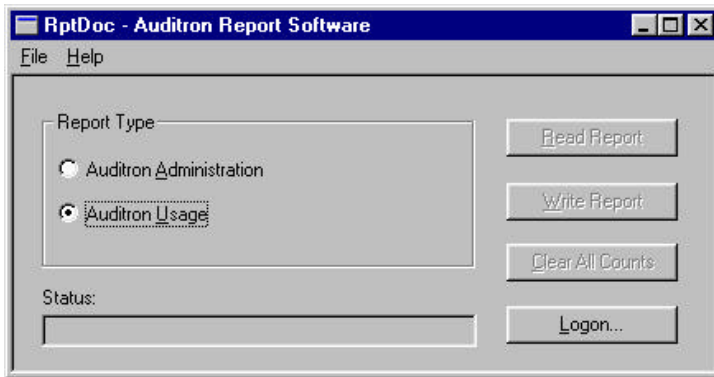 RptDoc - Auditron Report Software
File Help
Report Type
Auditron Administration
Auditron Usage
Read Report
Write Report
Clear All Counts
Status:
Logon...